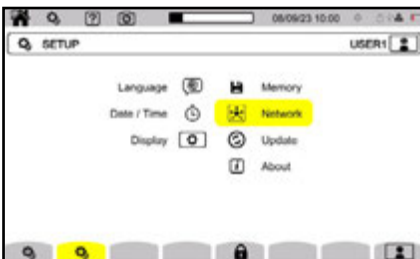 08/09/23 10:00
SETUP USER1
Language Memory
Date / Time Network
Display Update
About